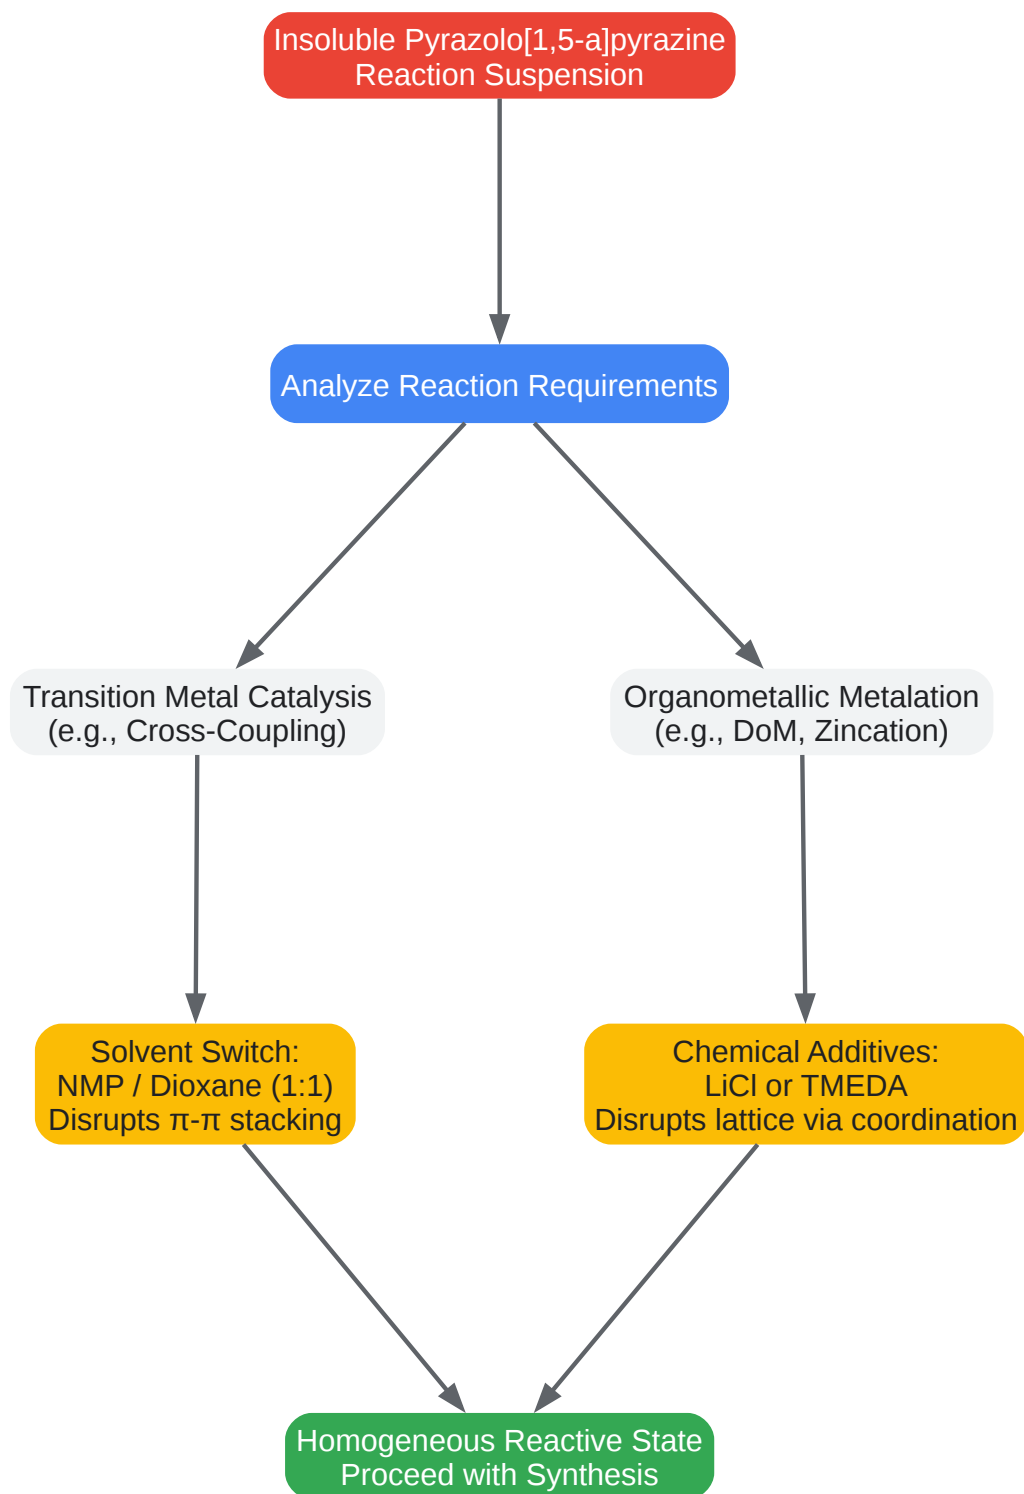 Insoluble Pyrazolo[1,5-a]pyrazine
Reaction Suspension
Analyze Reaction Requirements
Transition Metal Catalysis
(e.g., Cross-Coupling)
Organometallic Metalation
(e.g., DoM, Zincation)
Solvent Switch:
NMP / Dioxane (1:1)
Disrupts π-π stacking
Chemical Additives:
LiCl or TMEDA
Disrupts lattice via coordination
Homogeneous Reactive State
Proceed with Synthesis